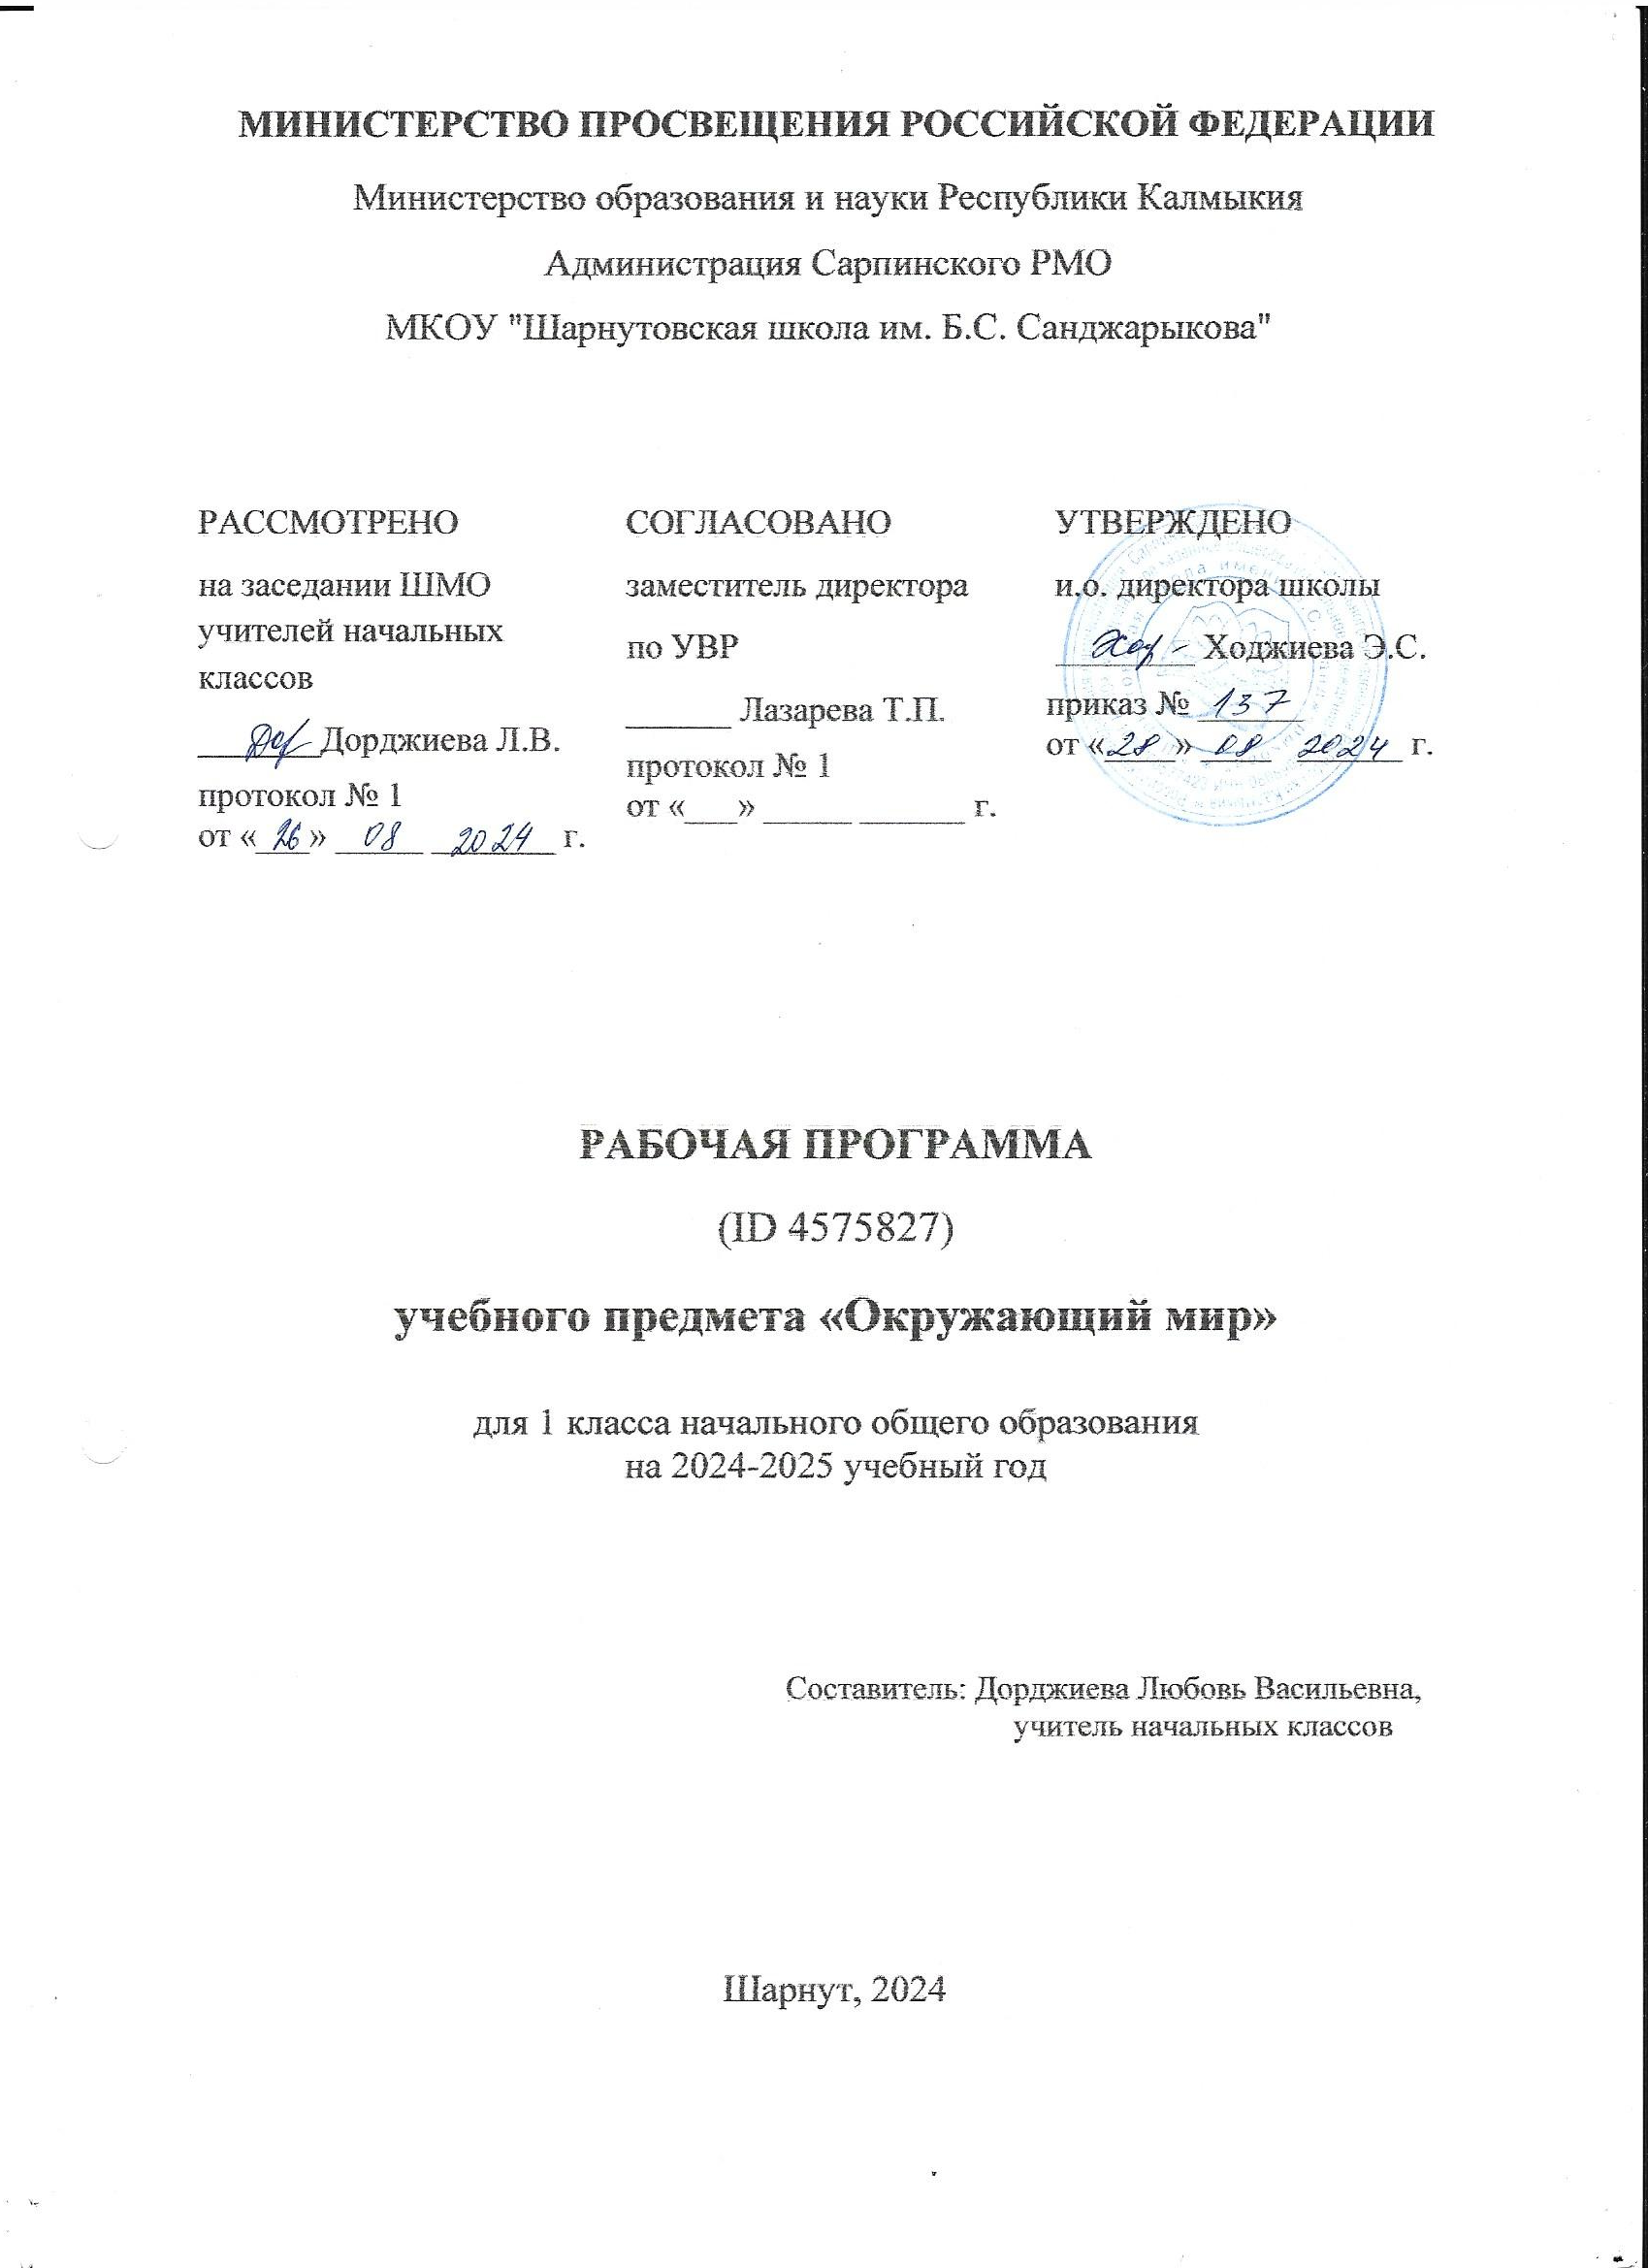 МИНИСТЕРСТВО ПРОСВЕЩЕНИЯ РОССИЙСКОЙ ФЕДЕРАЦИИ
Министерство образования и науки Республики Калмыкия
Администрация Сарпинского РМО
МКОУ "Шарнутовская школа им. Б.С. Санджарыкова"
РАССМОТРЕНО
на заседании ШМО
учителей начальных
классов
_______Дорджиева Л.В.
протокол № 1
от «26» 08 2024 г.
СОГЛАСОВАНО
заместитель директора
по УВР
______ Лазарева Т.П.
протокол № 1
от «___» _____ ______ г.
УТВЕРЖДЕНО
и.о. директора школы
________ Ходжиева Э.С.
приказ № 137
от «28» 08 2024 г.
РАБОЧАЯ ПРОГРАММА
(ID 4575827)
учебного предмета «Окружающий мир»
для 1 класса начального общего образования
на 2024-2025 учебный год
Составитель: Дорджиева Любовь Васильевна,
учитель начальных классов
Шарнут, 2024